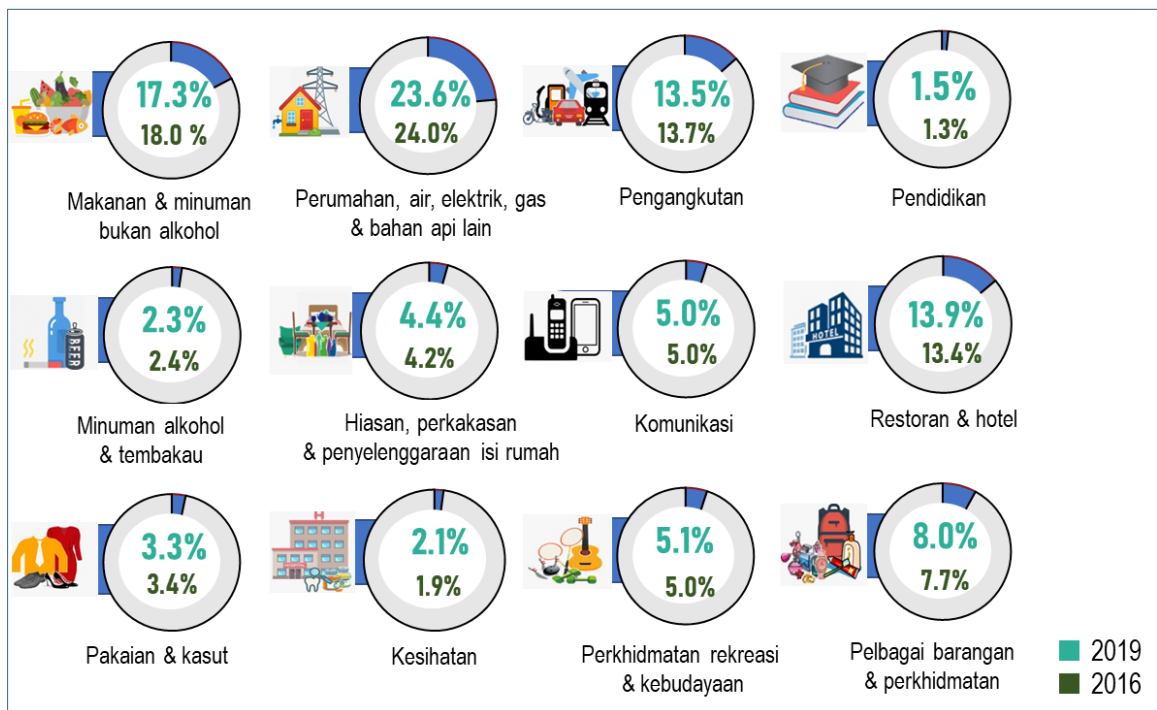 17.3%
18.0 %
Makanan & minuman
bukan alkohol
23.6%
24.0%
Perumahan, air, elektrik, gas
& bahan api lain
13.5%
13.7%
Pengangkutan
1.5%
1.3%
Pendidikan
BEER
2.3%
2.4%
Minuman alkohol
& tembakau
4.4%
4.2%
Hiasan, perkakasan
& penyelenggaraan isi rumah
5.0%
5.0%
Komunikasi
HOTEL
13.9%
13.4%
Restoran & hotel
3.3%
3.4%
Pakaian & kasut
2.1%
1.9%
Kesihatan
5.1%
5.0%
Perkhidmatan rekreasi
& kebudayaan
8.0%
7.7%
Pelbagai barangan
& perkhidmatan
2019
2016